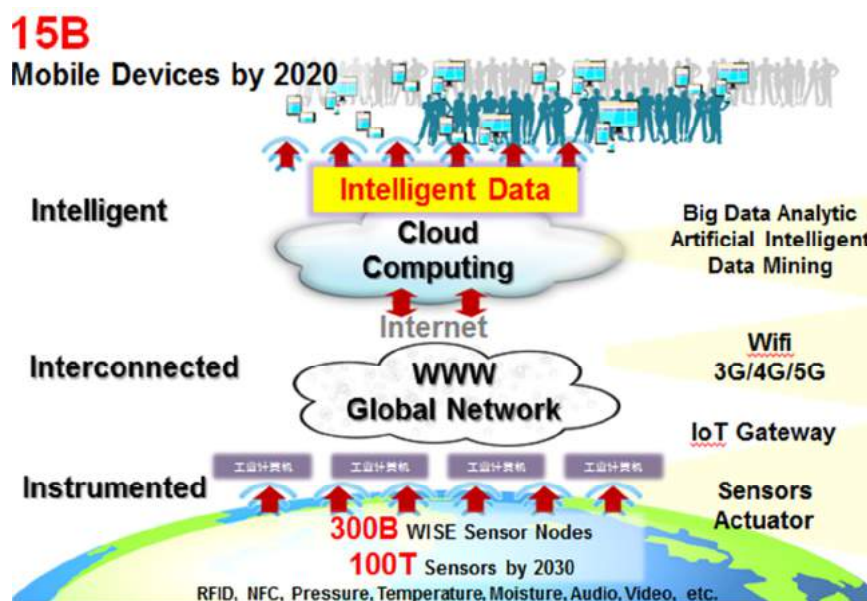 15B
Mobile Devices by 2020
Intelligent Data
Intelligent
Cloud
Computing
Big Data Analytic
Artificial Intelligent
Data Mining
Internet
Interconnected
WWW
Global Network
Wifi
3G/4G/5G
IoT Gateway
工业计算机
工业计算机
工业计算机
工业计算机
Instrumented
Sensors
Actuator
300B WISE Sensor Nodes
100T Sensors by 2030
RFID, NFC, Pressure, Temperature, Moisture, Audio, Video, etc.